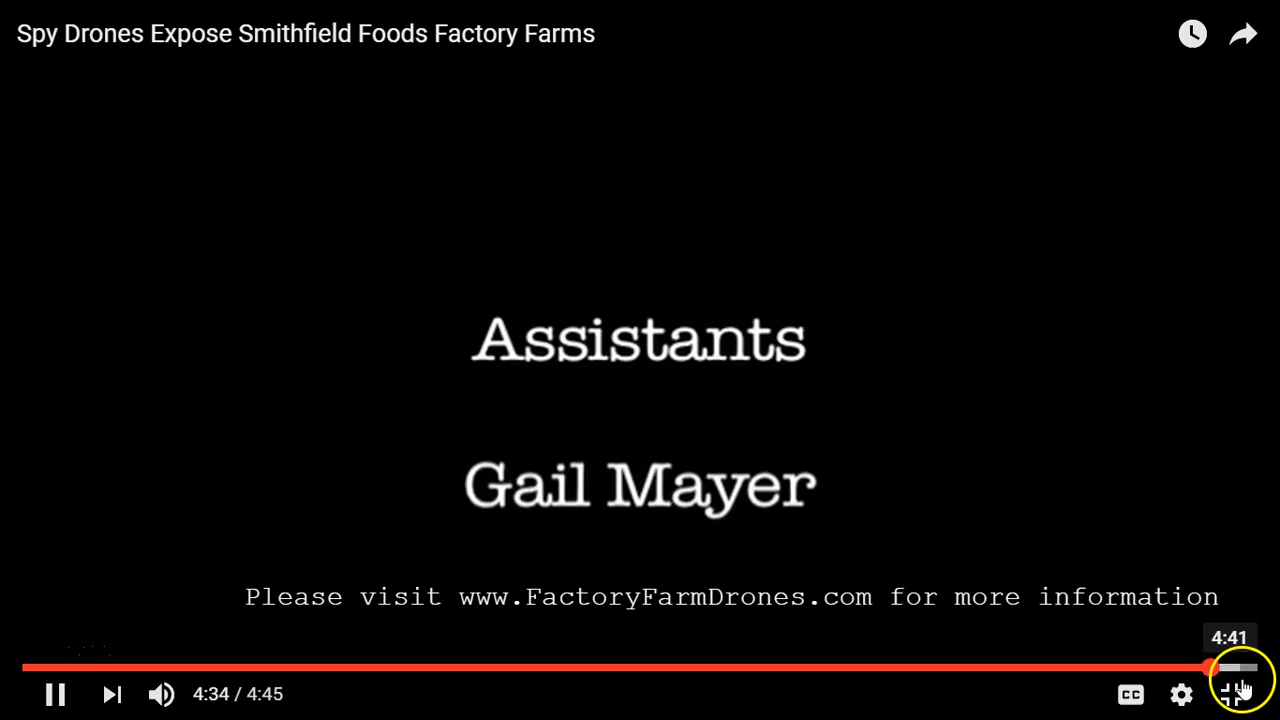 Spy Drones Expose Smithfield Foods Factory Farms
Assistants
Gail Mayer
Please visit www.FactoryFarmDrones.com for more information
4:41
4:34 / 4:45
CC